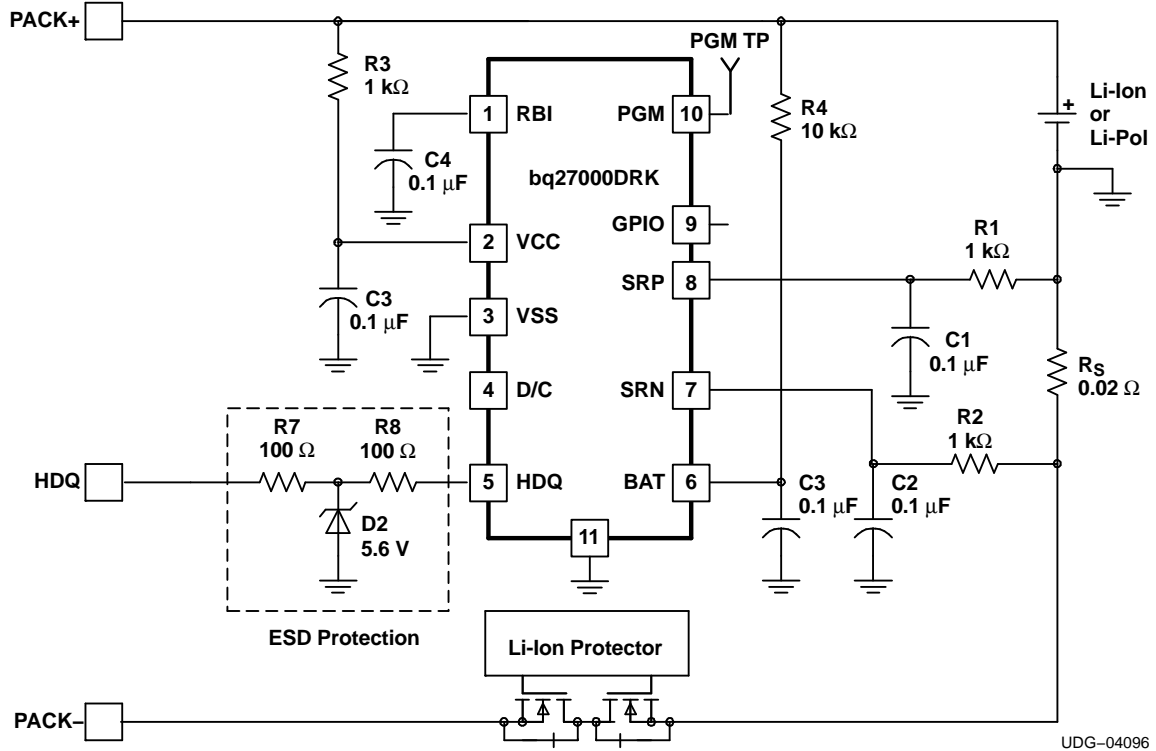 PACK+
PGM TP
R3
1 kΩ
R4
10 kΩ
Li-Ion
or
Li-Pol
+
1
RBI
PGM
10
C4
0.1 μF
bq27000DRK
GPIO
9
R1
1 kΩ
2
VCC
SRP
8
C3
0.1 μF
3
VSS
C1
0.1 μF
RS
0.02 Ω
4
D/C
SRN
7
R7
100 Ω
R8
100 Ω
R2
1 kΩ
HDQ
5
HDQ
BAT
6
C3
0.1 μF
C2
0.1 μF
D2
5.6 V
11
ESD Protection
Li-Ion Protector
PACK–
UDG–04096